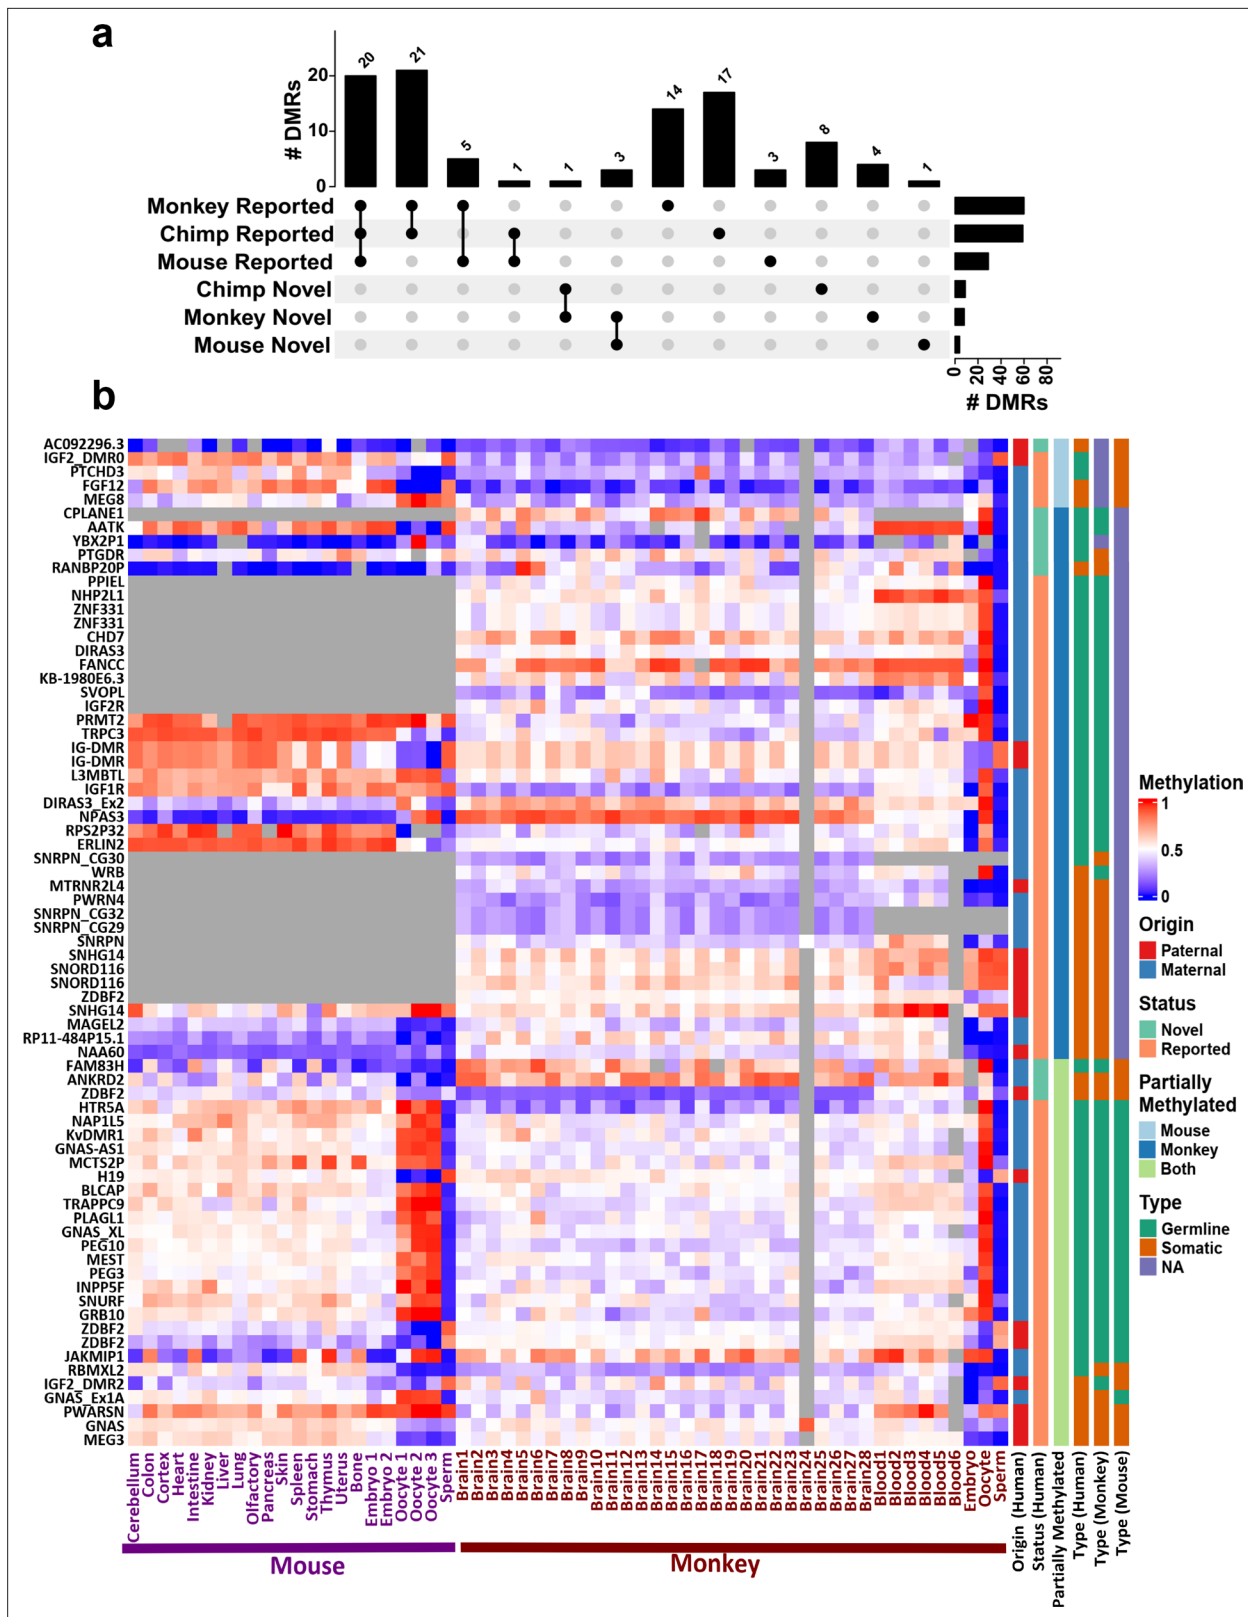 a
# DMRs
20
10
0
20
21
5
1
1
3
14
17
3
8
4
1
Monkey Reported
Chimp Reported
Mouse Reported
Chimp Novel
Monkey Novel
Mouse Novel
0
20
40
60
80
# DMRs
b
AC092296.3
IGF2_DMR0
PTCHD3
FGF12
MEG8
CPLANE1
AATK
YBX2P1
PTGDR
RANBP20P
PPIEL
NHP2L1
ZNF331
ZNF331
CHD7
DIRAS3
FANCC
KB-1980E6.3
SVOPL
IGF2R
PRMT2
TRPC3
IG-DMR
IG-DMR
L3MBTL
IGF1R
DIRAS3_Ex2
NPAS3
RPS2P32
ERLIN2
SNRPN_CG30
WRB
MTRNR2L4
PWRN4
SNRPN_CG32
SNRPN_CG29
SNRPN
SNHG14
SNORD116
SNORD116
ZDBF2
SNHG14
MAGEL2
RP11-484P15.1
NAA60
FAM83H
ANKRD2
ZDBF2
HTR5A
NAP1L5
KvDMR1
GNAS-AS1
MCTS2P
H19
BLCAP
TRAPPC9
PLAGL1
GNAS_XL
PEG10
MEST
PEG3
INPP5F
SNURF
GRB10
ZDBF2
ZDBF2
JAKMIP1
RBMXL2
IGF2_DMR2
GNAS_Ex1A
PWARSN
GNAS
MEG3
Cerebellum
Colon
Cortex
Heart
Intestine
Kidney
Liver
Lung
Olfactory
Pancreas
Skin
Spleen
Stomach
Thymus
Uterus
Bone
Embryo 1
Embryo 2
Oocyte 1
Oocyte 2
Oocyte 3
Sperm
Brain1
Brain2
Brain3
Brain4
Brain5
Brain6
Brain7
Brain8
Brain9
Brain10
Brain11
Brain12
Brain13
Brain14
Brain15
Brain16
Brain17
Brain18
Brain19
Brain20
Brain21
Brain22
Brain23
Brain24
Brain25
Brain26
Brain27
Brain28
Blood1
Blood2
Blood3
Blood4
Blood5
Blood6
Embryo
Oocyte
Sperm
Origin (Human)
Status (Human)
Partially Methylated
Type (Human)
Type (Monkey)
Type (Mouse)
Mouse
Monkey
Methylation
1
0.5
0
Origin
Paternal
Maternal
Status
Novel
Reported
Partially
Methylated
Mouse
Monkey
Both
Type
Germline
Somatic
NA